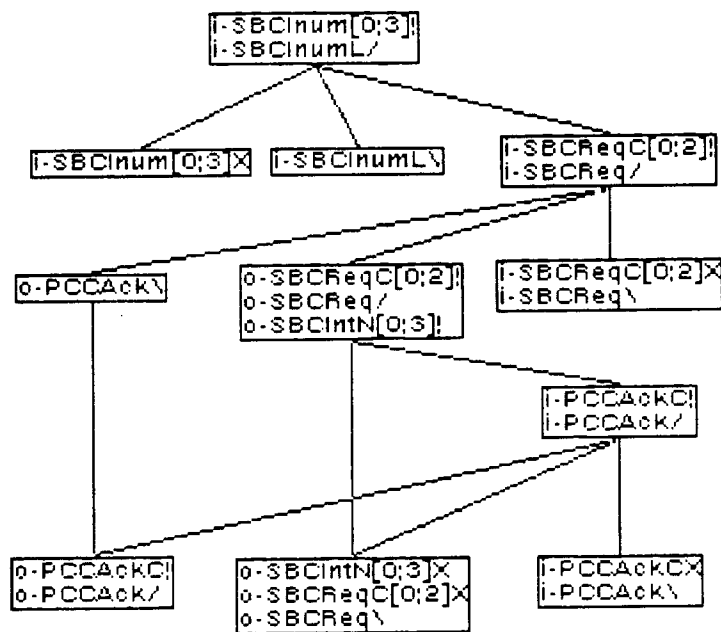 i-SBCInum[0;3]!
i-SBCInumL/
i-SBCInum[0;3]X
i-SBCInumL\
i-SBCReqC[0;2]!
i-SBCReq/
o-PCCAck\
o-SBCReqC[0;2]!
o-SBCReq/
o-SBCIntN[0;3]!
i-SBCReqC[0;2]X
i-SBCReq\
i-PCCAckC!
i-PCCAck/
o-PCCAckC!
o-PCCAck/
o-SBCIntN[0;3]X
o-SBCReqC[0;2]X
o-SBCReq\
i-PCCAckCX
i-PCCAck\